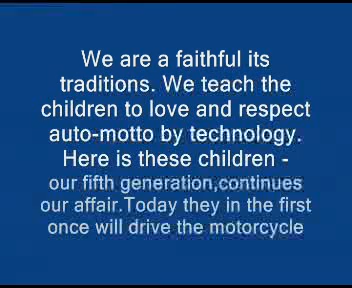 We are a faithful its
traditions. We teach the
children to love and respect
auto-motto by technology.
Here is these children -
our fifth generation,continues
our affair.Today they in the first
once will drive the motorcycle